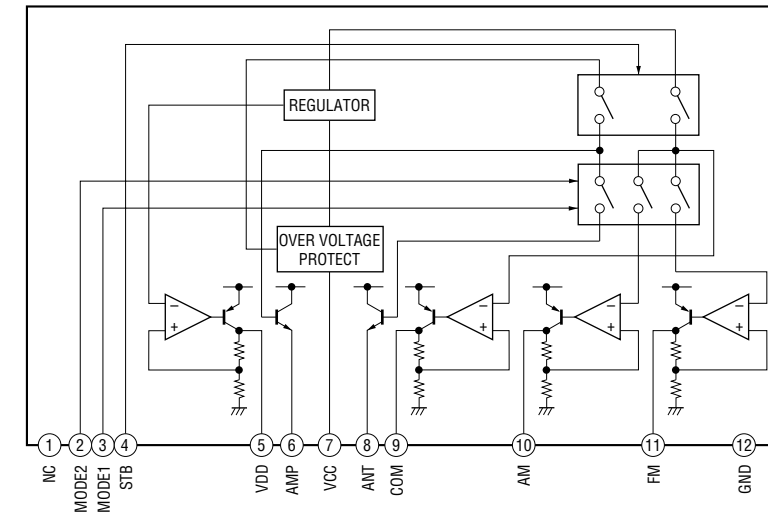 REGULATOR
OVER VOLTAGE
PROTECT
−
+
−
+
−
+
−
+
1
2
3
4
5
6
7
8
9
10
11
12
NC
MODE2
MODE1
STB
VDD
AMP
VCC
ANT
COM
AM
FM
GND